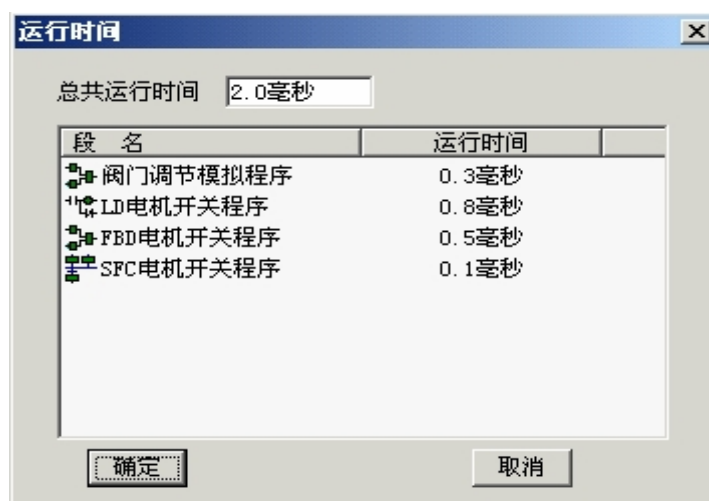 运行时间
总共运行时间 2.0毫秒
段 名 运行时间
阀门调节模拟程序 0.3毫秒
LD电机开关程序 0.8毫秒
FBD电机开关程序 0.5毫秒
SFC电机开关程序 0.1毫秒
确定 取消